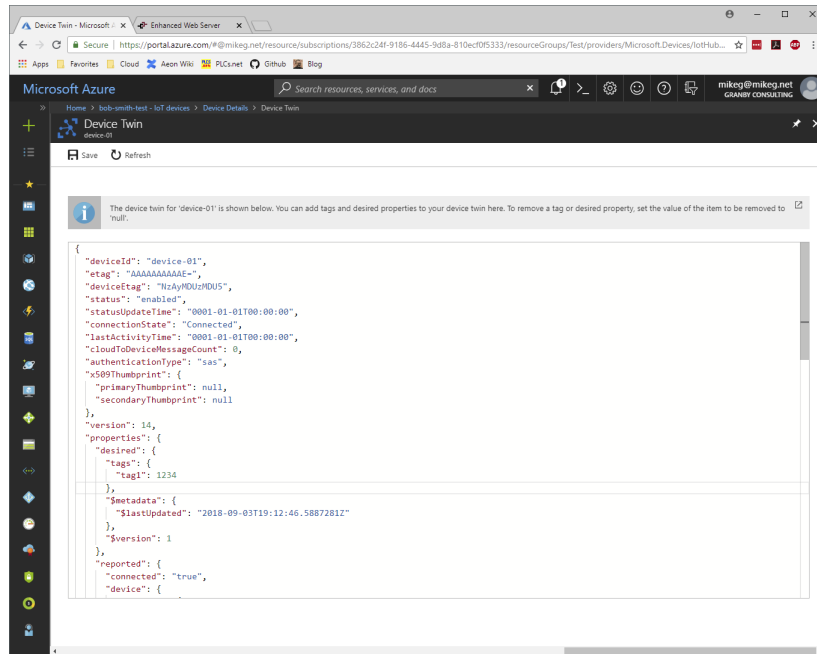 Device Twin - Microsoft A
Enhanced Web Server
Secure | https://portal.azure.com/#@mikeg.net/resource/subscriptions/3862c24f-9186-4445-9d8a-810ecf0f5333/resourceGroups/Test/providers/Microsoft.Devices/IotHub...
Apps Favorites Cloud Aeon Wiki PLCs.net Github Blog
Microsoft Azure
Search resources, services, and docs
1
mikeg@mikeg.net
GRANBY CONSULTING
Home > bob-smith-test - IoT devices > Device Details > Device Twin
Device Twin
device-01
Save Refresh
The device twin for 'device-01' is shown below. You can add tags and desired properties to your device twin here. To remove a tag or desired property, set the value of the item to be removed to
'null'.
{
"deviceId": "device-01",
"etag": "AAAAAAAAAAE=",
"deviceEtag": "NzAyMDUzMDU5",
"status": "enabled",
"statusUpdateTime": "0001-01-01T00:00:00",
"connectionState": "Connected",
"lastActivityTime": "0001-01-01T00:00:00",
"cloudToDeviceMessageCount": 0,
"authenticationType": "sas",
"x509Thumbprint": {
"primaryThumbprint": null,
"secondaryThumbprint": null
},
"version": 14,
"properties": {
"desired": {
"tags": {
"tag1": 1234
},
"$metadata": {
"$lastUpdated": "2018-09-03T19:12:46.5887281Z"
},
"$version": 1
},
"reported": {
"connected": "true",
"device": {